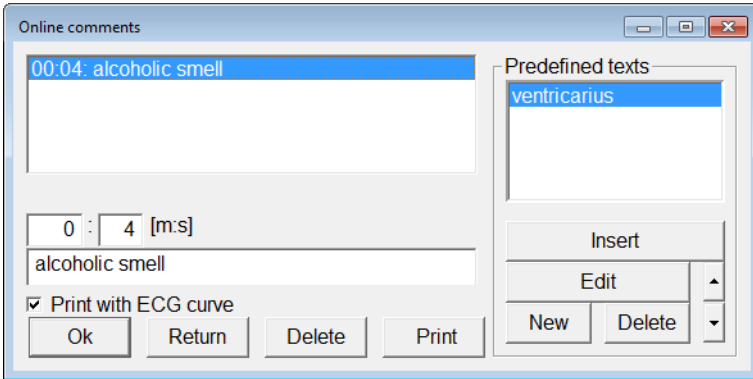 Online comments
00:04: alcoholic smell
0 : 4 [m:s]
alcoholic smell
Print with ECG curve
Ok Return Delete Print
Predefined texts
ventricarius
Insert
Edit
New Delete